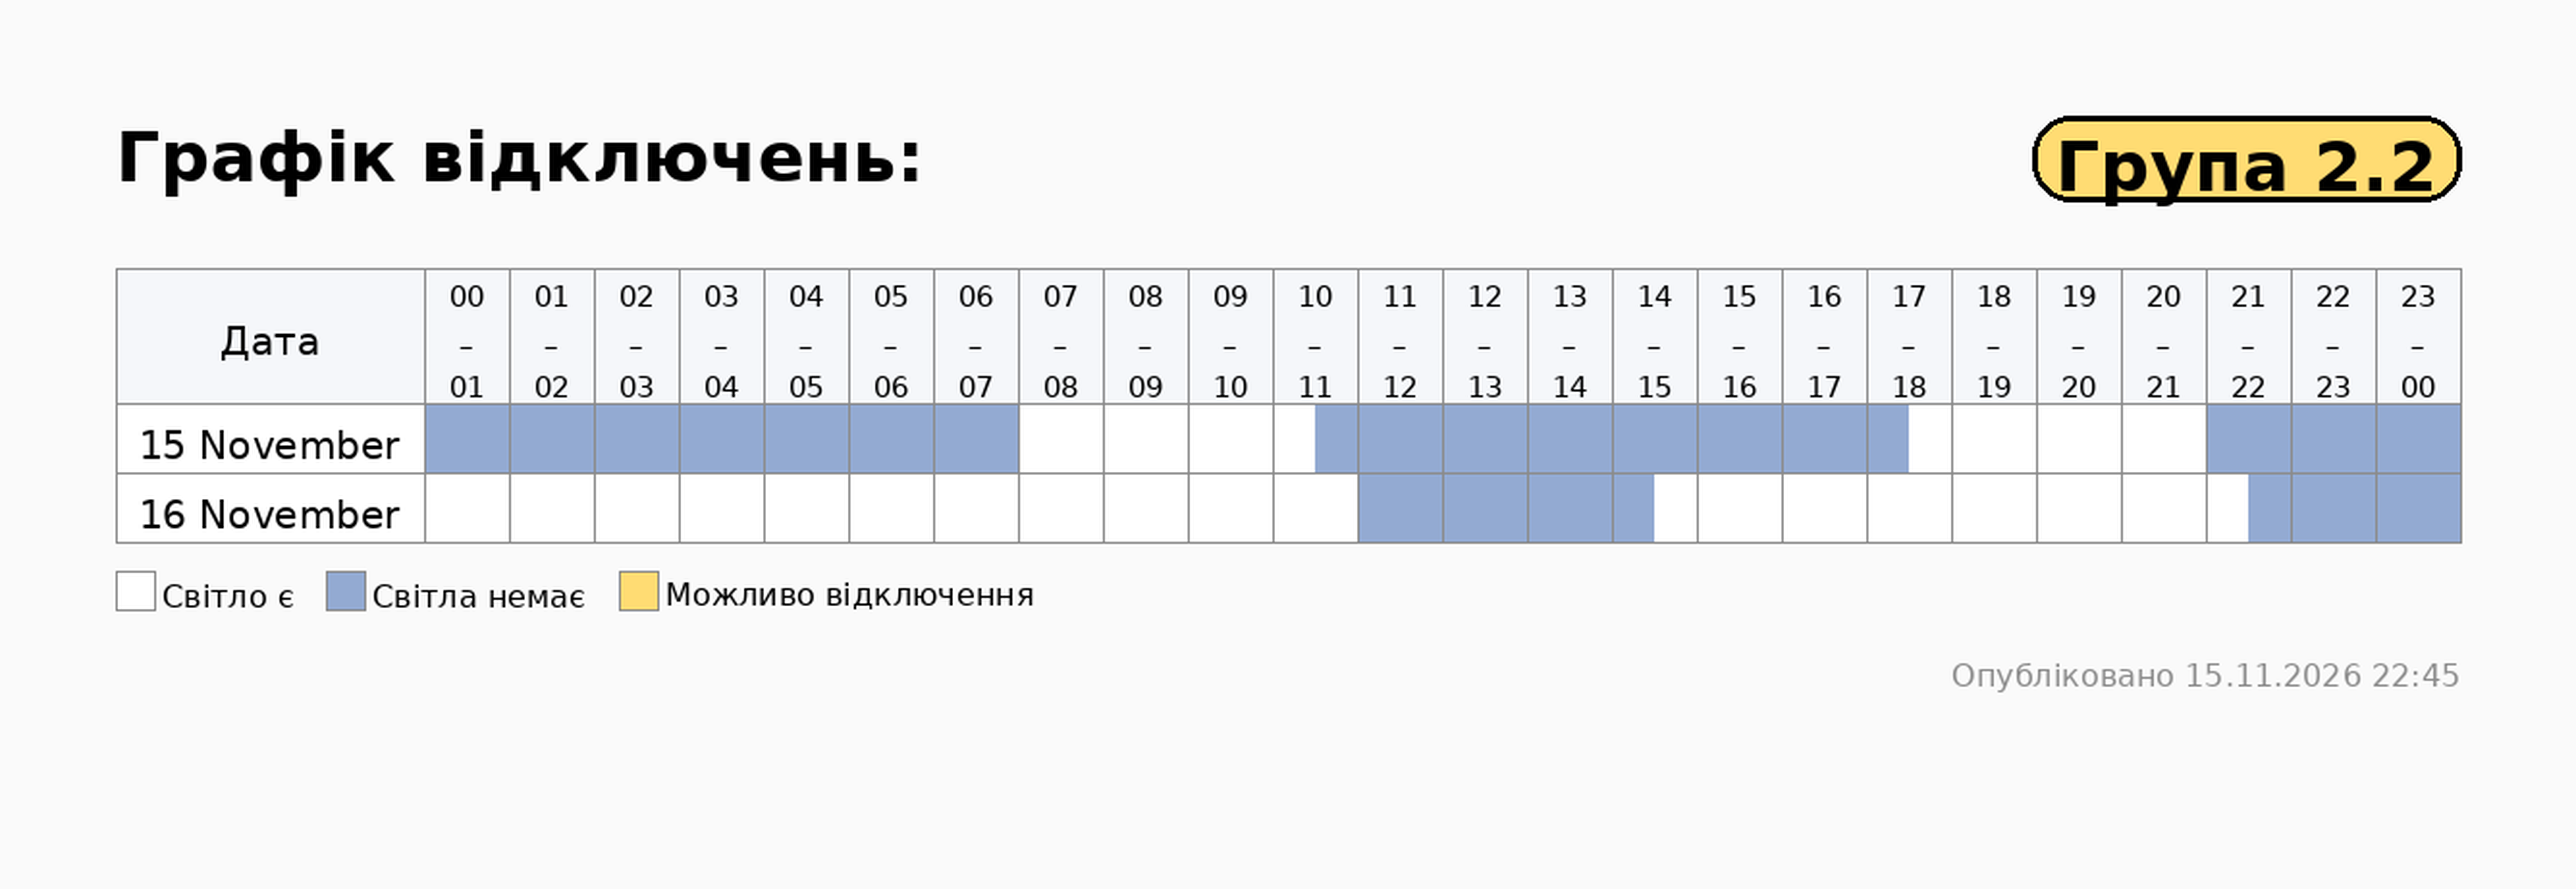 Графік відключень:
Група 2.2
Дата
00 – 01
01 – 02
02 – 03
03 – 04
04 – 05
05 – 06
06 – 07
07 – 08
08 – 09
09 – 10
10 – 11
11 – 12
12 – 13
13 – 14
14 – 15
15 – 16
16 – 17
17 – 18
18 – 19
19 – 20
20 – 21
21 – 22
22 – 23
23 – 00
15 November
16 November
Світло є
Світла немає
Можливо відключення
Опубліковано 15.11.2026 22:45